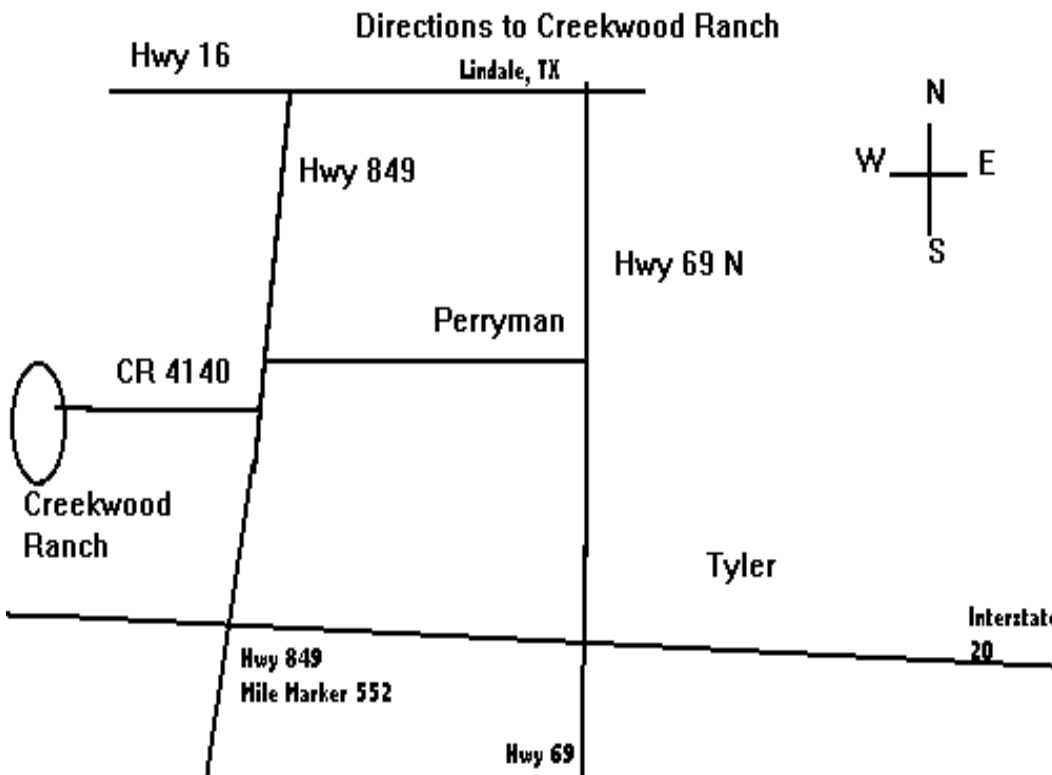 Directions to Creekwood Ranch
Hwy 16
Lindale, TX
N
W
E
S
Hwy 849
Hwy 69 N
Perryman
CR 4140
Creekwood
Ranch
Tyler
Interstate
20
Hwy 849
Mile Marker 552
Hwy 69